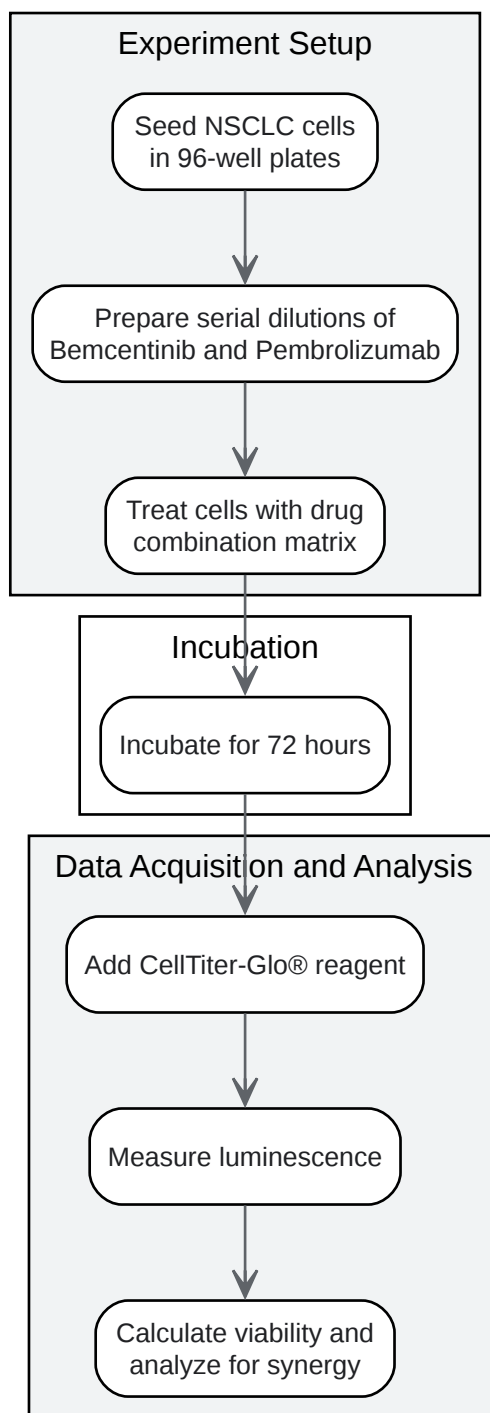 Experiment Setup
Seed NSCLC cells
in 96-well plates
Prepare serial dilutions of
Bemcentinib and Pembrolizumab
Treat cells with drug
combination matrix
Incubation
Incubate for 72 hours
Data Acquisition and Analysis
Add CellTiter-Glo® reagent
Measure luminescence
Calculate viability and
analyze for synergy